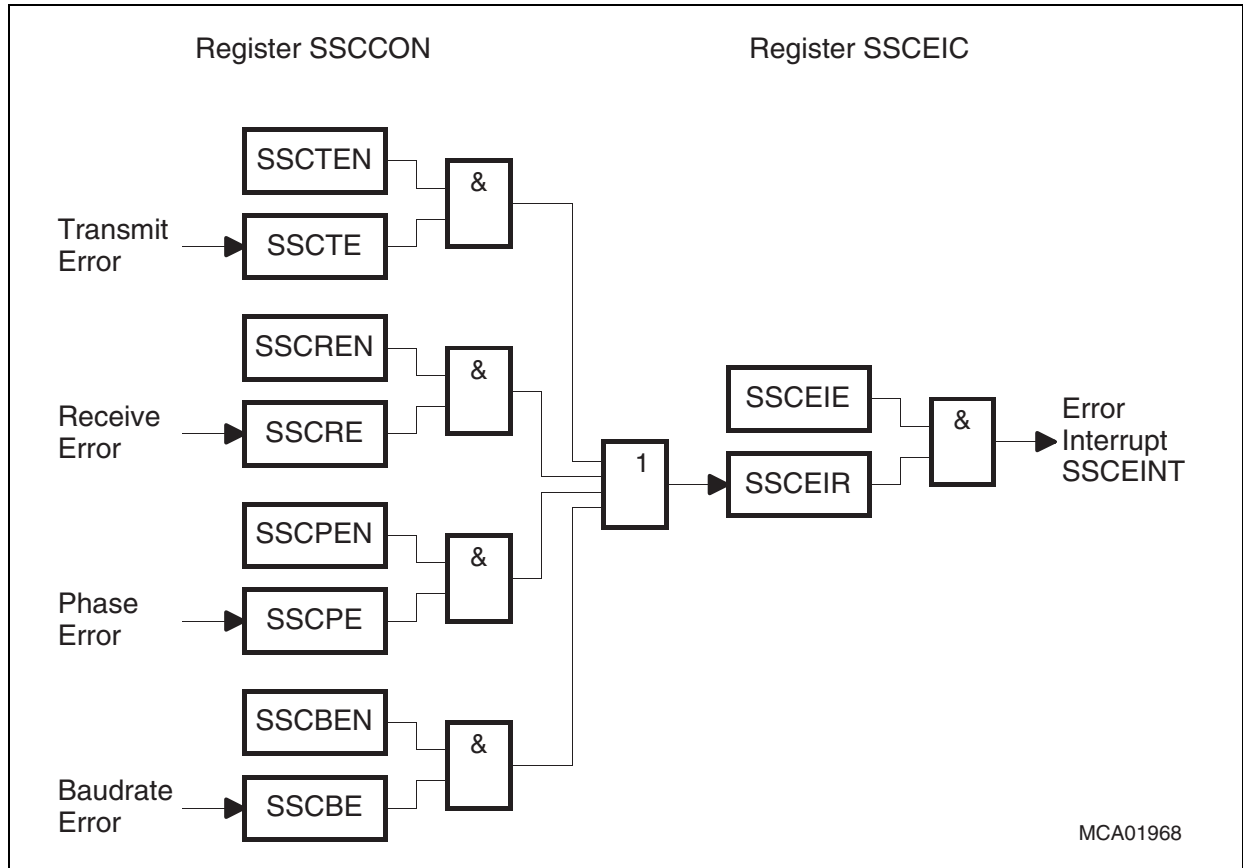 Register SSCCON
Register SSCEIC
SSCTEN
&
Transmit
Error
SSCTE
SSCREN
&
Receive
Error
SSCRE
SSCPEN
&
Phase
Error
SSCPE
SSCBEN
&
Baudrate
Error
SSCBE
1
SSCEIE
SSCEIR
&
Error
Interrupt
SSCEINT
MCA01968